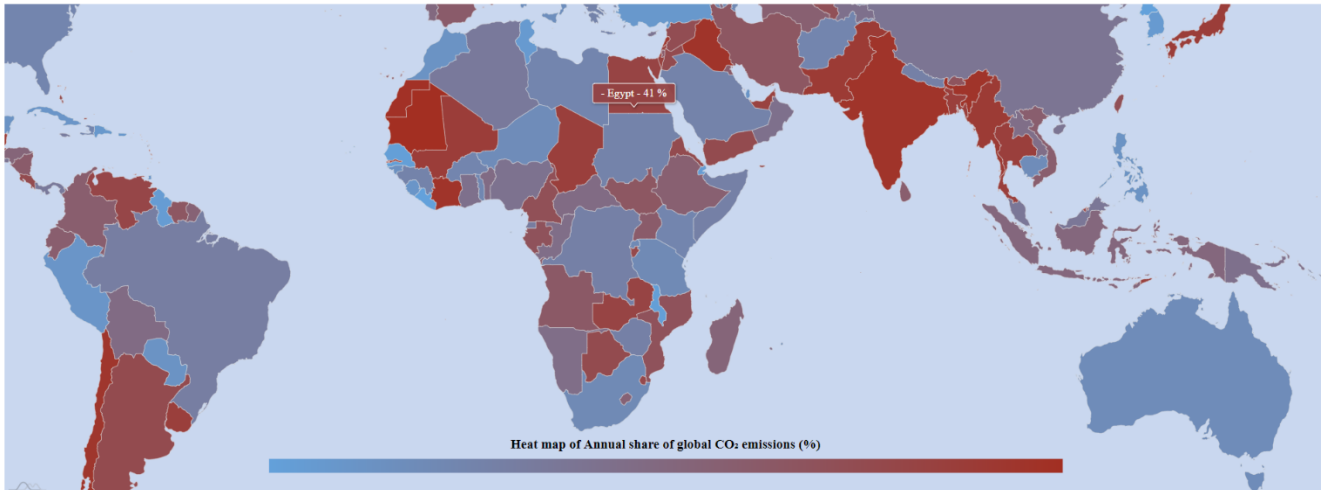 - Egypt - 41 %
Heat map of Annual share of global CO₂ emissions (%)